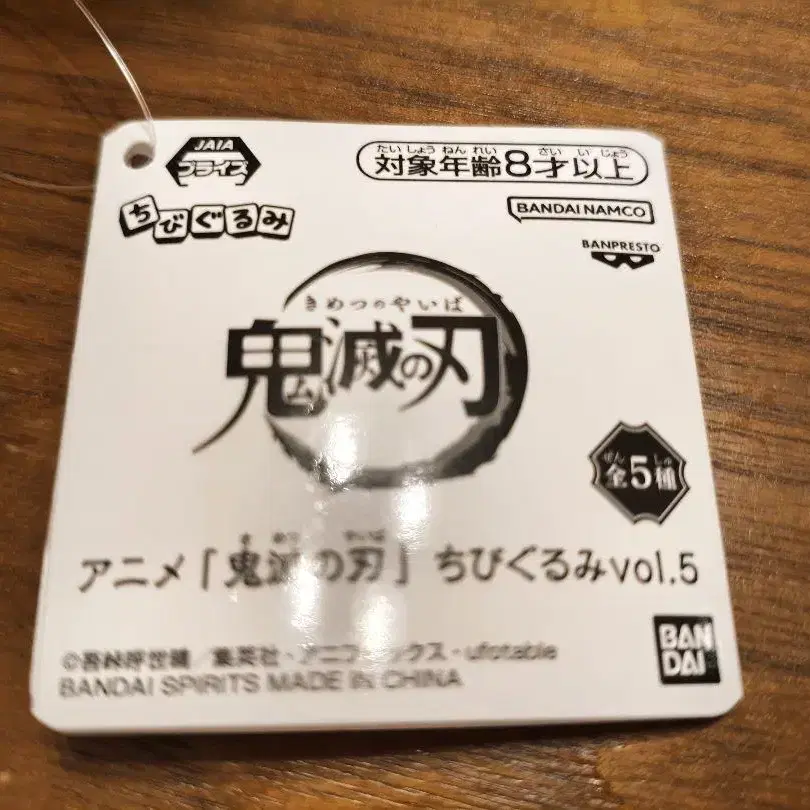 JAIA
プライズ
たいしょうねんれい さいいじょう
対象年齢8才以上
ちびぐるみ
BANDAI NAMCO
BANPRESTO
きめつのやいば
鬼滅の刃
ぜん しゅ
全5種
アニメ「鬼滅の刃」ちびぐるみvol.5
©吾峠呼世晴／集英社・アニプレックス・ufotable
BANDAI SPIRITS MADE IN CHINA
BAN
DAI